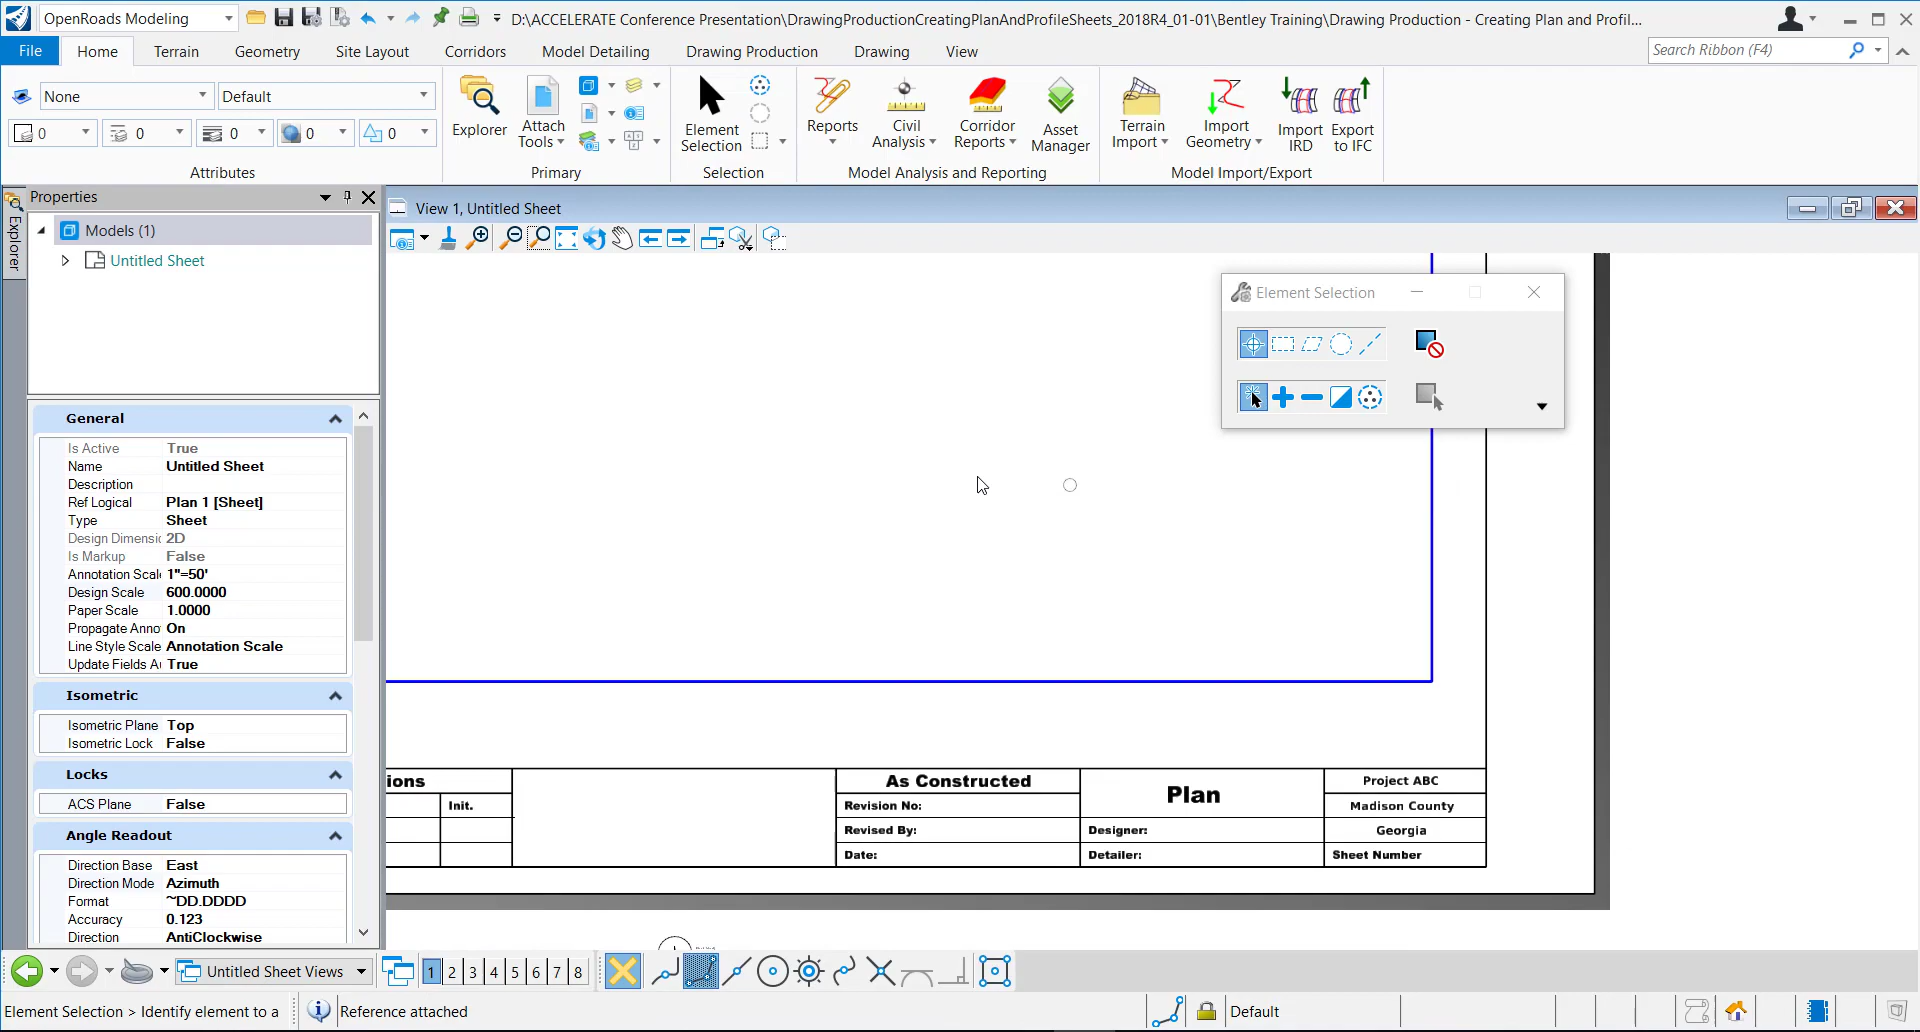 OpenRoads Modeling
D:\ACCELERATE Conference Presentation\DrawingProductionCreatingPlanAndProfileSheets_2018R4_01-01\Bentley Training\Drawing Production - Creating Plan and Profil...
File Home Terrain Geometry Site Layout Corridors Model Detailing Drawing Production Drawing View
Search Ribbon (F4)
None Default
0 0 0 0 0
Attributes
Explorer
Attach Tools
Primary
Element Selection
Selection
Reports
Civil Analysis
Corridor Reports
Asset Manager
Model Analysis and Reporting
Terrain Import
Import Geometry
Import IRD
Export to IFC
Model Import/Export
Explorer
Properties
Models (1)
Untitled Sheet
General
Is Active True
Name Untitled Sheet
Description
Ref Logical Plan 1 [Sheet]
Type Sheet
Design Dimensi 2D
Is Markup False
Annotation Scal 1"=50'
Design Scale 600.0000
Paper Scale 1.0000
Propagate Anno On
Line Style Scale Annotation Scale
Update Fields A True
Isometric
Isometric Plane Top
Isometric Lock False
Locks
ACS Plane False
Angle Readout
Direction Base East
Direction Mode Azimuth
Format ~DD.DDDD
Accuracy 0.123
Direction AntiClockwise
View 1, Untitled Sheet
Element Selection
ions
Init.
As Constructed
Revision No:
Revised By:
Date:
Plan
Designer:
Detailer:
Project ABC
Madison County
Georgia
Sheet Number
Untitled Sheet Views
1 2 3 4 5 6 7 8
Element Selection > Identify element to a
Reference attached
Default